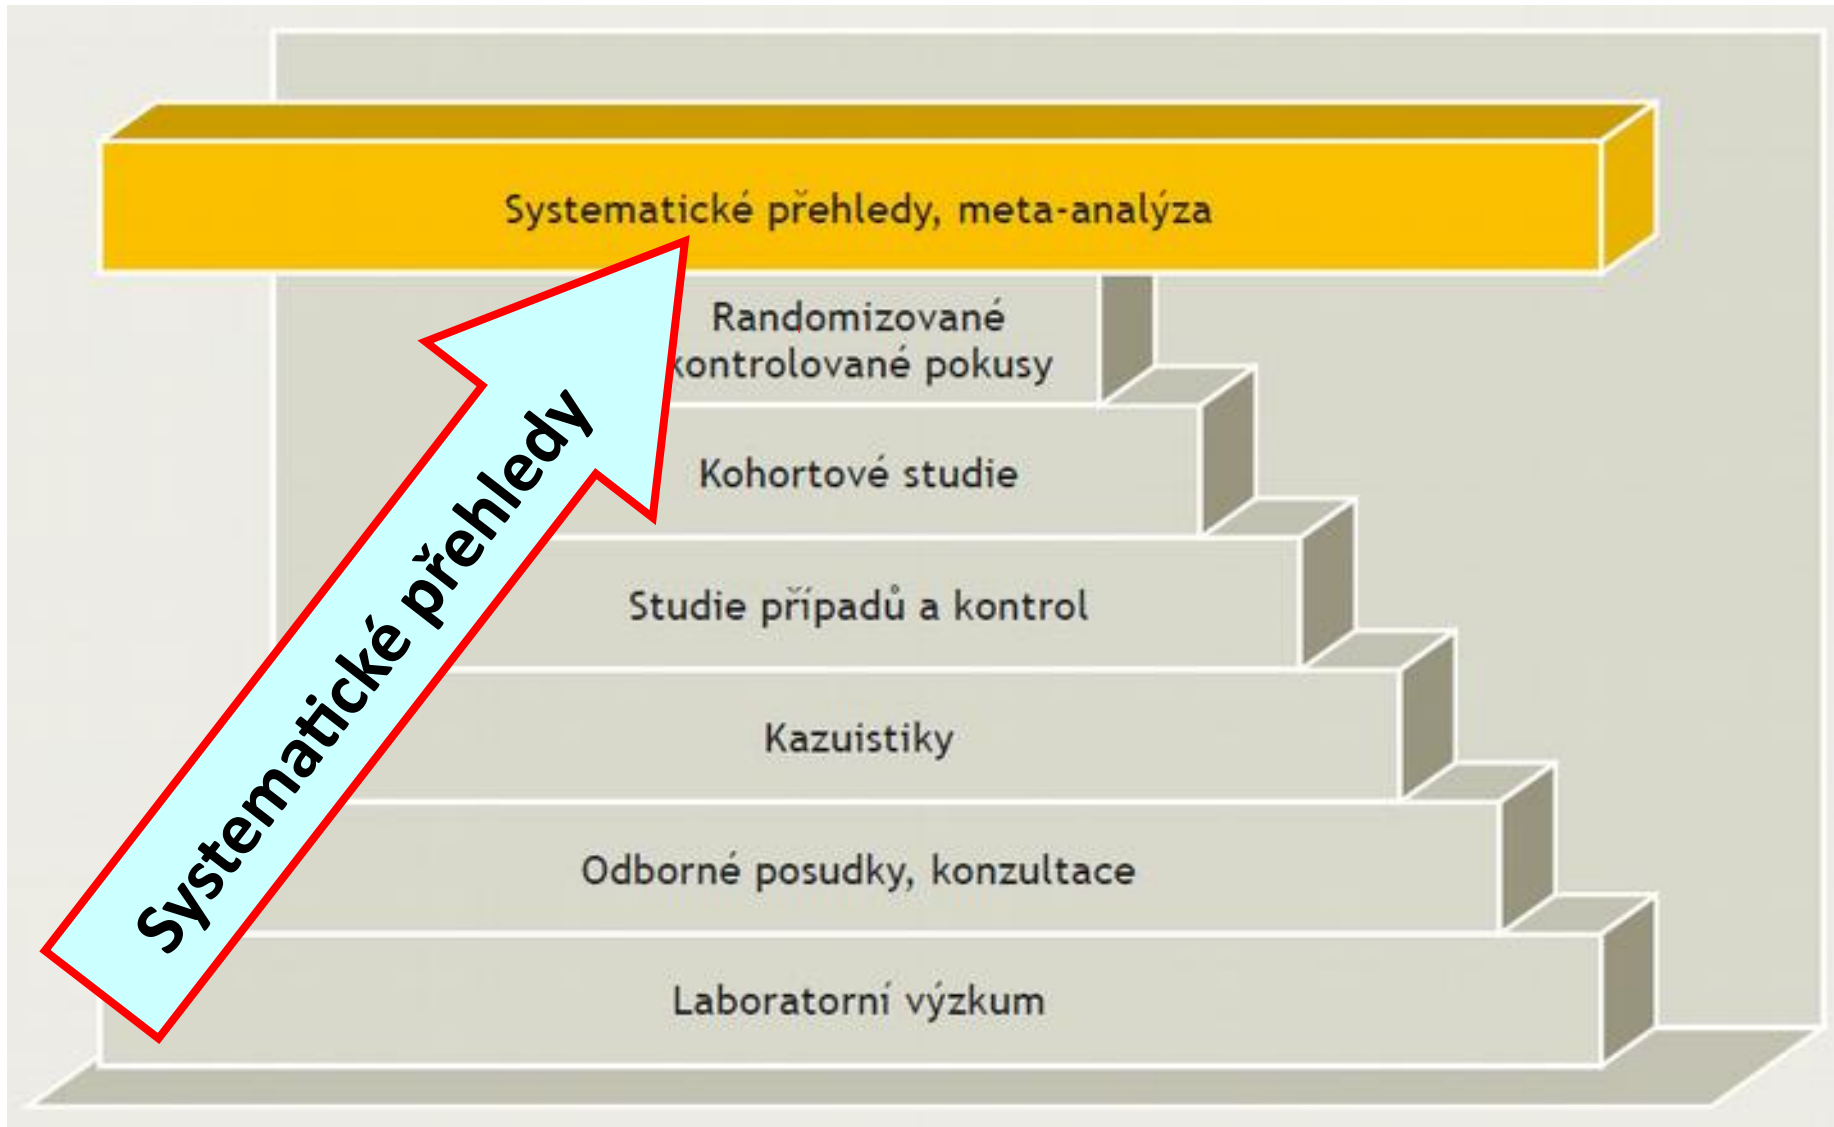 Systematické přehledy, meta-analýza
Randomizované
kontrolované pokusy
Kohortové studie
Studie případů a kontrol
Kazuistiky
Odborné posudky, konzultace
Laboratorní výzkum
Systematické přehledy